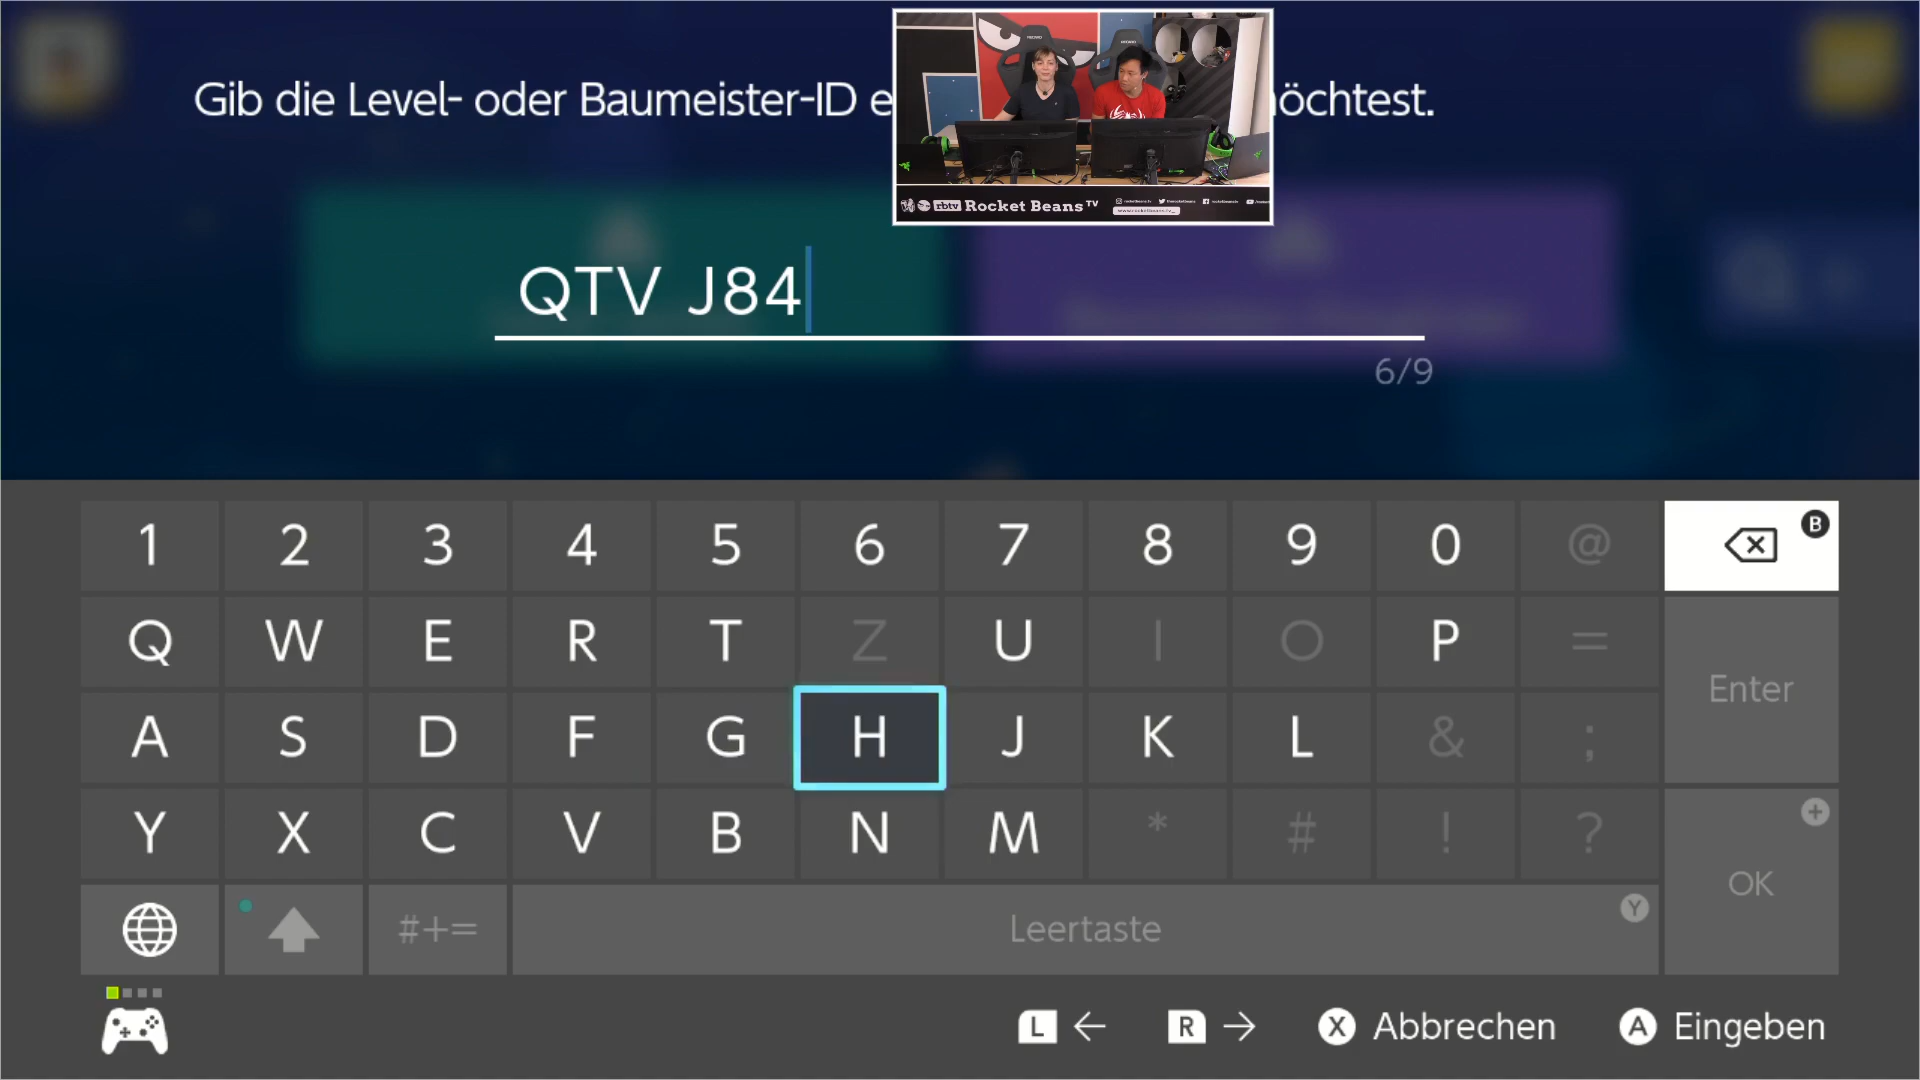 Gib die Level- oder Baumeister-ID e
öchtest.
rbtv Rocket Beans TV
QTV J84
6/9
1 2 3 4 5 6 7 8 9 0 @ B
Q W E R T Z U I O P = Enter
A S D F G H J K L & ;
Y X C V B N M * # ! ? OK
#+= Leertaste Y
L ← R → X Abbrechen A Eingeben